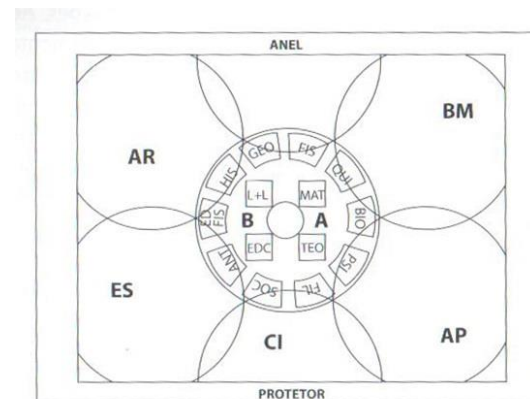 ANEL
BM
AR
GEO
FIS
HIS
QUI
L+L
MAT
ED FIS
B
A
BIO
EDC
TEO
ANT
PSI
SOC
FIL
ES
CI
AP
PROTETOR